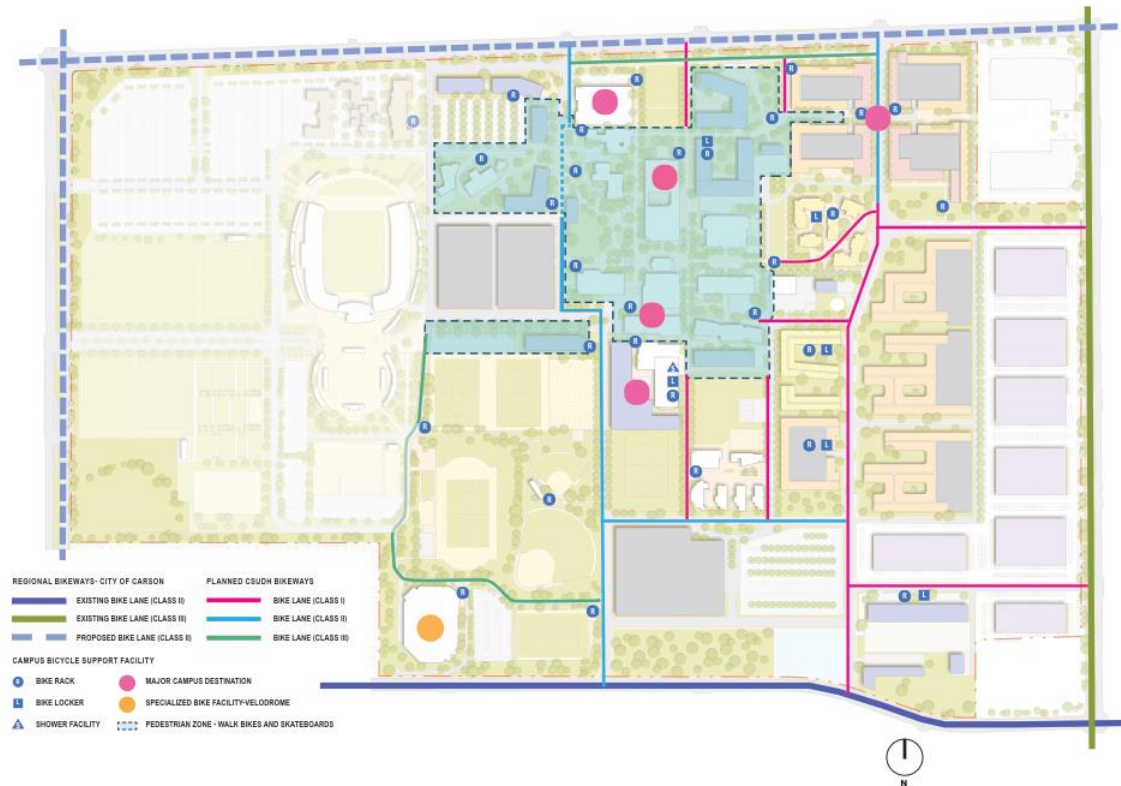 R
R
R
R
R
R
R
R
L
R
R
R
R
R
R
L R
R
R
R
R
R
R
R L
S
L
R
R
R L
R
R
R
R L
R
REGIONAL BIKEWAYS- CITY OF CARSON
EXISTING BIKE LANE (CLASS II)
EXISTING BIKE LANE (CLASS III)
PROPOSED BIKE LANE (CLASS II)
PLANNED CSUDH BIKEWAYS
BIKE LANE (CLASS I)
BIKE LANE (CLASS II)
BIKE LANE (CLASS III)
CAMPUS BICYCLE SUPPORT FACILITY
R BIKE RACK
L BIKE LOCKER
S SHOWER FACILITY
MAJOR CAMPUS DESTINATION
SPECIALIZED BIKE FACILITY-VELODROME
PEDESTRIAN ZONE - WALK BIKES AND SKATEBOARDS
N